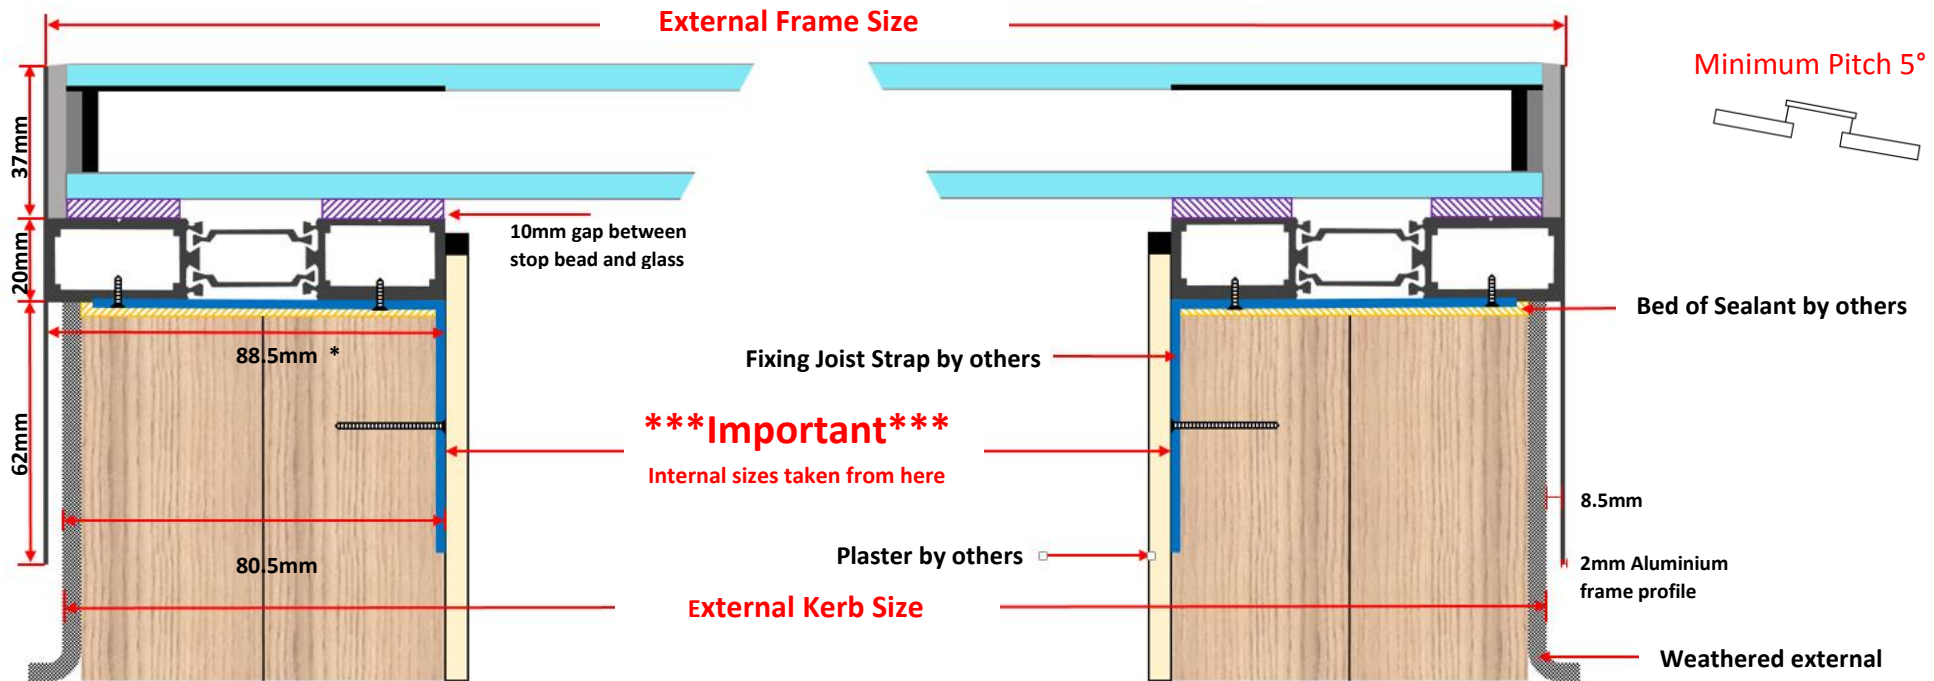 External Frame Size
Minimum Pitch 5°
37mm
20mm
62mm
10mm gap between
stop bead and glass
88.5mm *
Bed of Sealant by others
Fixing Joist Strap by others
***Important***
Internal sizes taken from here
8.5mm
Plaster by others
80.5mm
2mm Aluminium
frame profile
External Kerb Size
Weathered external